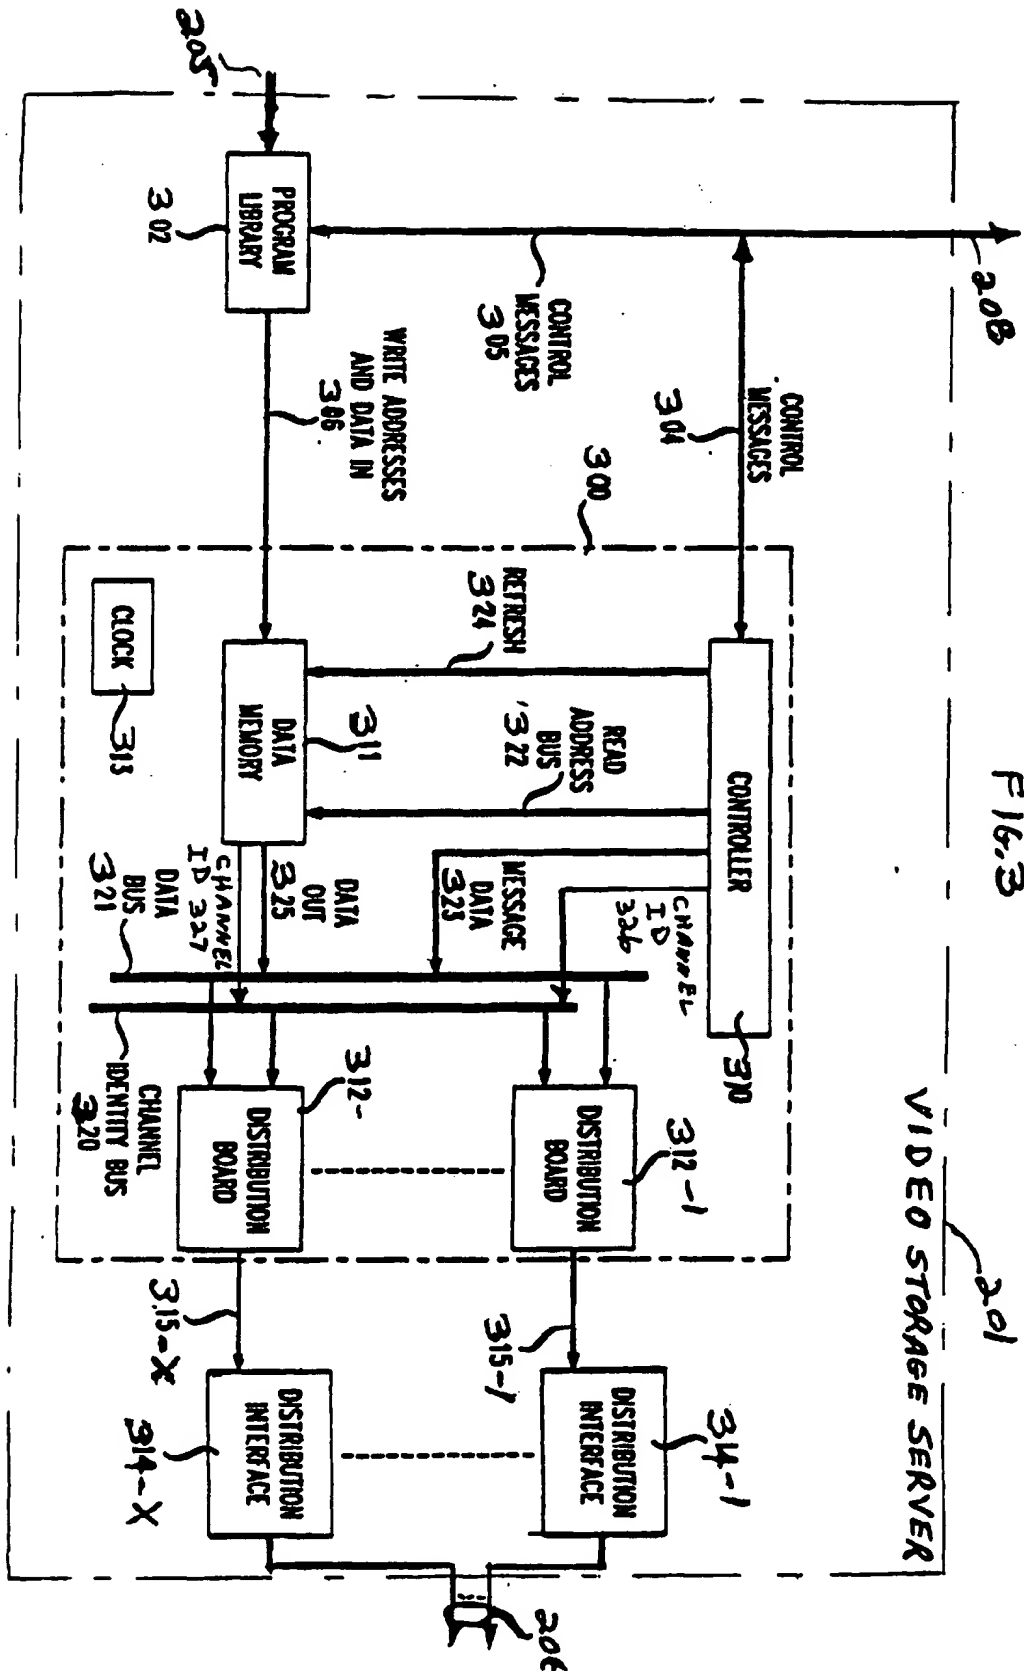 FIG.3
VIDEO STORAGE SERVER
201
208
205
PROGRAM
LIBRARY
302
CONTROL
MESSAGES
305
CONTROL
MESSAGES
304
WRITE ADDRESSES
AND DATA IN
306
300
CONTROLLER
310
REFRESH
324
READ
ADDRESS
BUS
322
MESSAGE
DATA
323
CHANNEL
ID
326
DATA
MEMORY
311
CLOCK
313
DATA
OUT
325
CHANNEL
ID 327
DATA
BUS
321
CHANNEL
IDENTITY BUS
320
DISTRIBUTION
BOARD
312-1
DISTRIBUTION
BOARD
312-
315-1
315-X
DISTRIBUTION
INTERFACE
314-1
DISTRIBUTION
INTERFACE
314-X